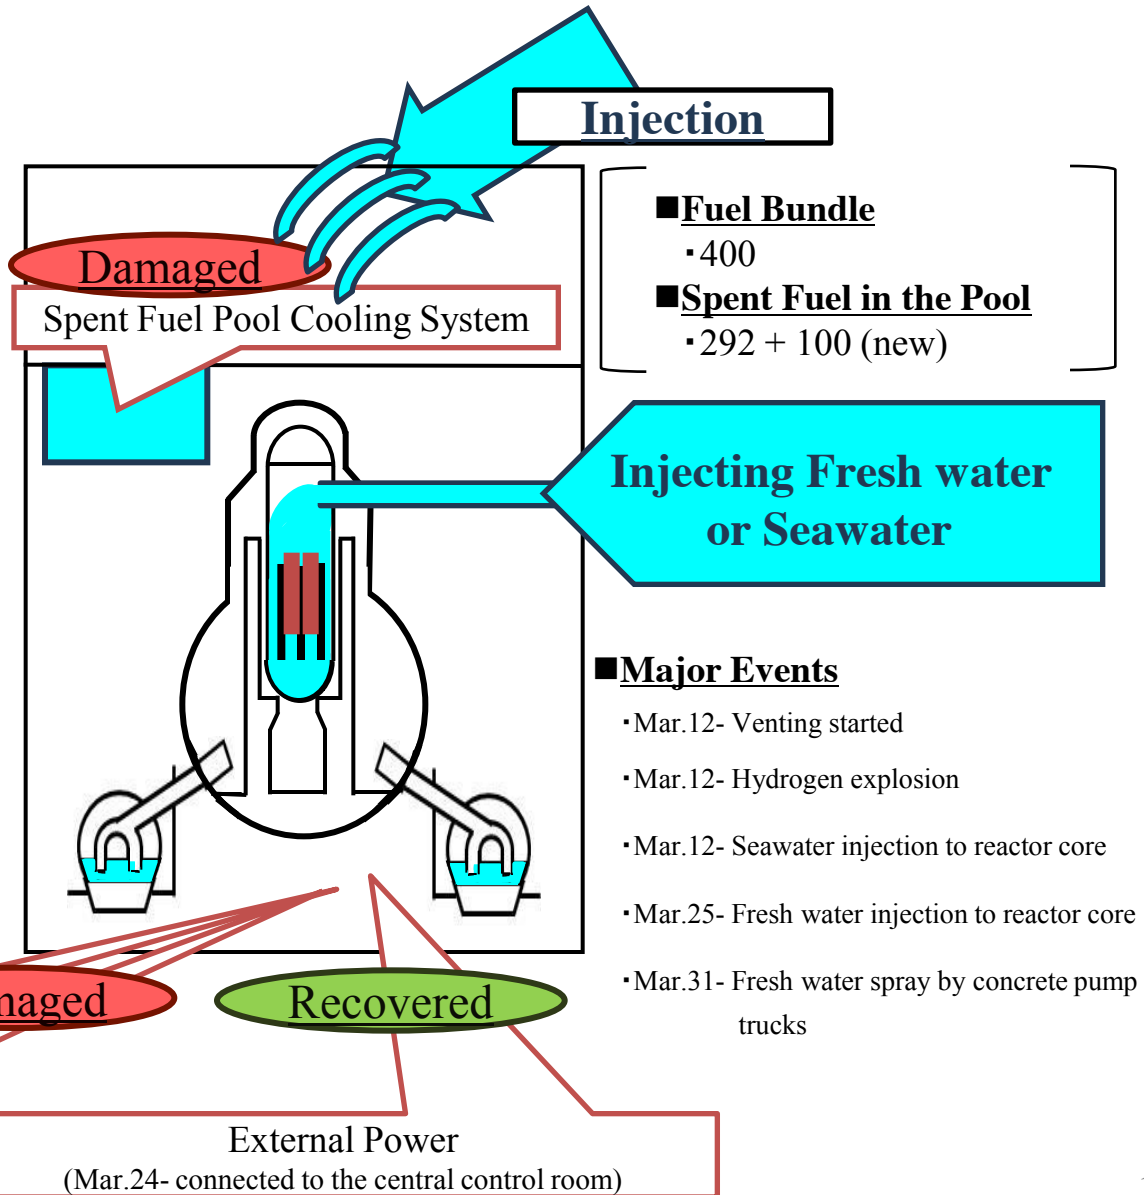 Injection
■Fuel Bundle
・400
■Spent Fuel in the Pool
・292 + 100 (new)
Damaged
Spent Fuel Pool Cooling System
Injecting Fresh water
or Seawater
■Major Events
・Mar.12- Venting started
・Mar.12- Hydrogen explosion
・Mar.12- Seawater injection to reactor core
・Mar.25- Fresh water injection to reactor core
・Mar.31- Fresh water spray by concrete pump
trucks
maged
Recovered
External Power
(Mar.24- connected to the central control room)